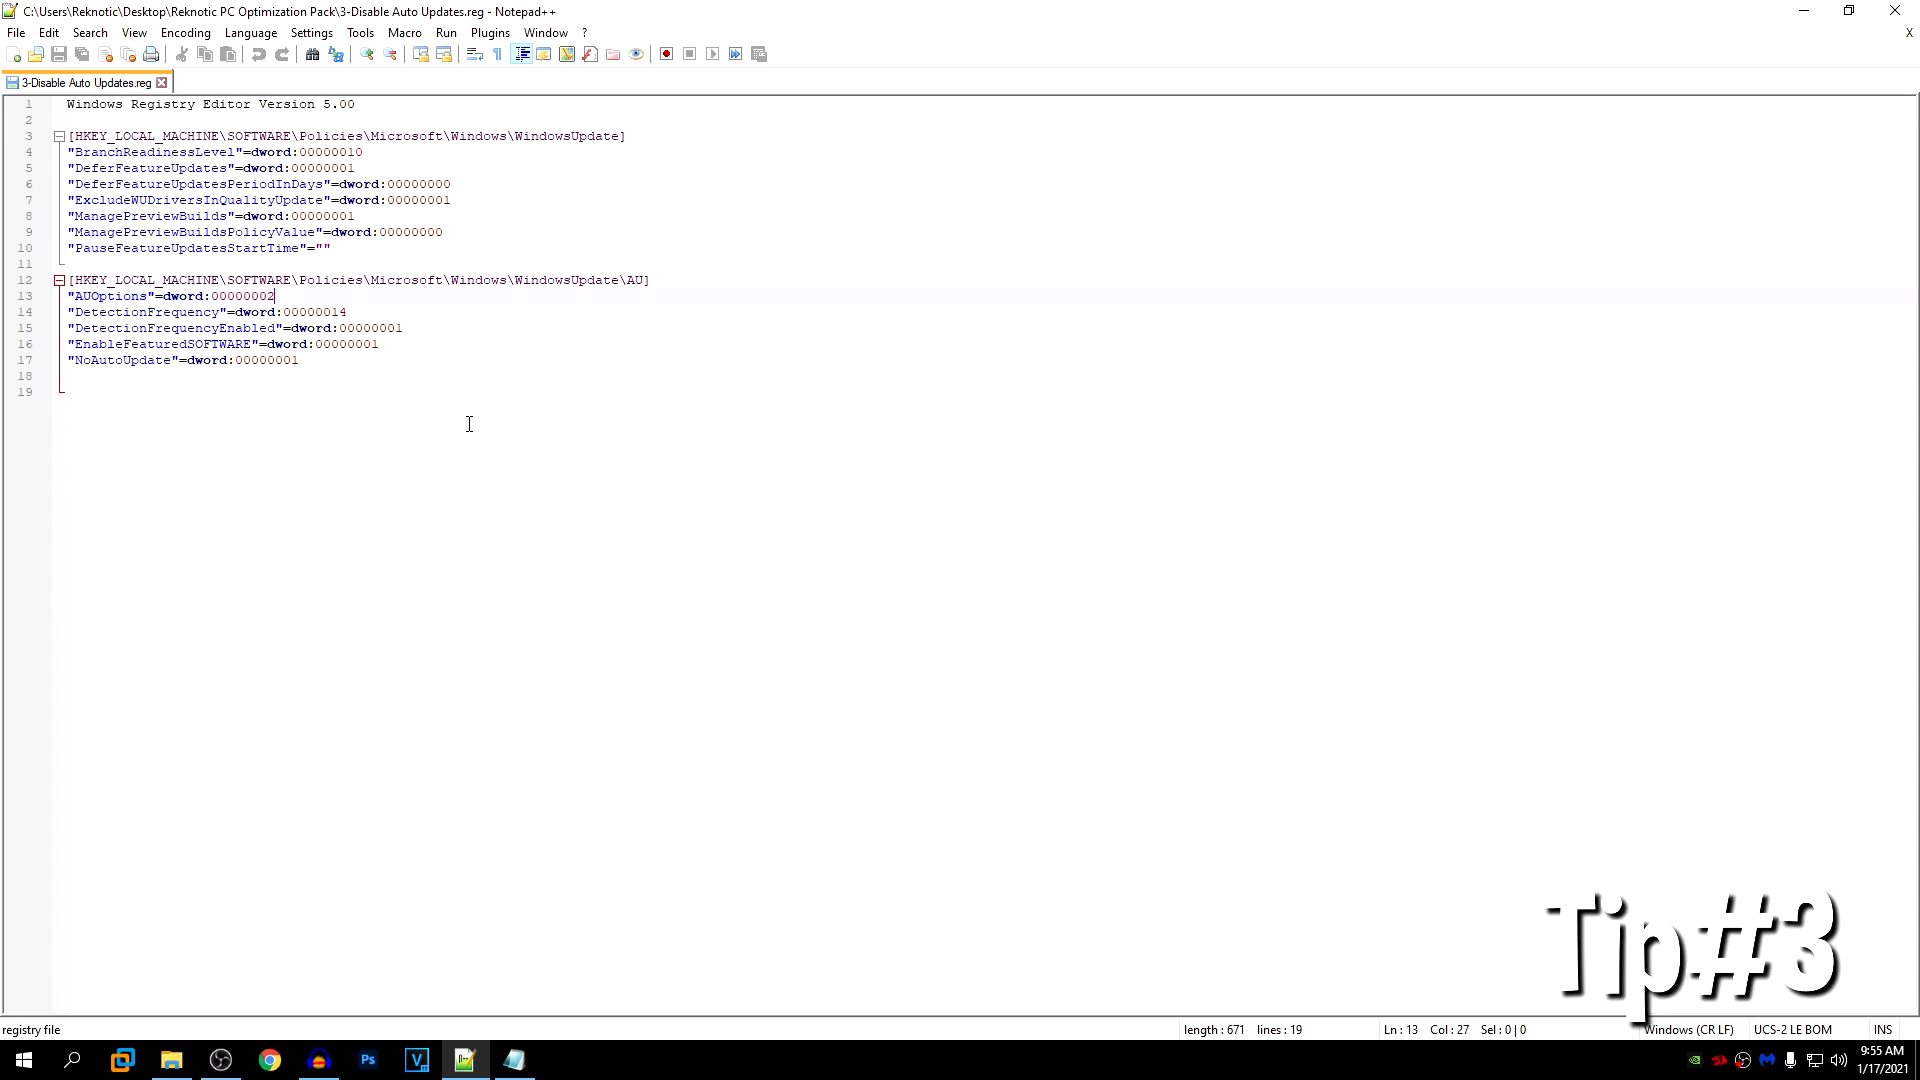 C:\Users\Reknotic\Desktop\Reknotic PC Optimization Pack\3-Disable Auto Updates.reg - Notepad++
File Edit Search View Encoding Language Settings Tools Macro Run Plugins Window ? X
3-Disable Auto Updates.reg
1 Windows Registry Editor Version 5.00
2
3 [HKEY_LOCAL_MACHINE\SOFTWARE\Policies\Microsoft\Windows\WindowsUpdate]
4 "BranchReadinessLevel"=dword:00000010
5 "DeferFeatureUpdates"=dword:00000001
6 "DeferFeatureUpdatesPeriodInDays"=dword:00000000
7 "ExcludeWUDriversInQualityUpdate"=dword:00000001
8 "ManagePreviewBuilds"=dword:00000001
9 "ManagePreviewBuildsPolicyValue"=dword:00000000
10 "PauseFeatureUpdatesStartTime"=""
11
12 [HKEY_LOCAL_MACHINE\SOFTWARE\Policies\Microsoft\Windows\WindowsUpdate\AU]
13 "AUOptions"=dword:00000002
14 "DetectionFrequency"=dword:00000014
15 "DetectionFrequencyEnabled"=dword:00000001
16 "EnableFeaturedSOFTWARE"=dword:00000001
17 "NoAutoUpdate"=dword:00000001
18
19
Tip#3
registry file length : 671 lines : 19 Ln : 13 Col : 27 Sel : 0 | 0 Windows (CR LF) UCS-2 LE BOM INS
Ps V
9:55 AM
1/17/2021